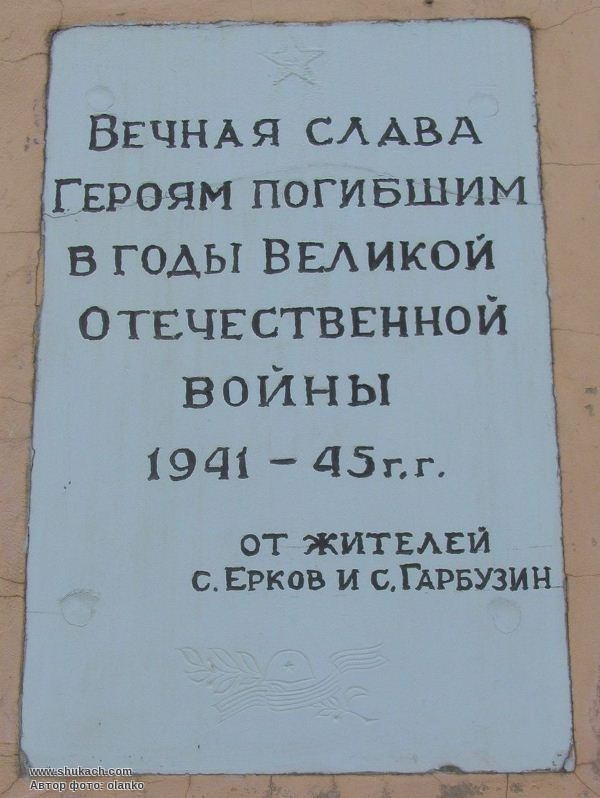 Вечная слава
Героям погибшим
в годы Великой
Отечественной
войны
1941 – 45г.г.
от жителей
с. Ерков и с. Гарбузин
www.shukach.com
Автор фото: olanko